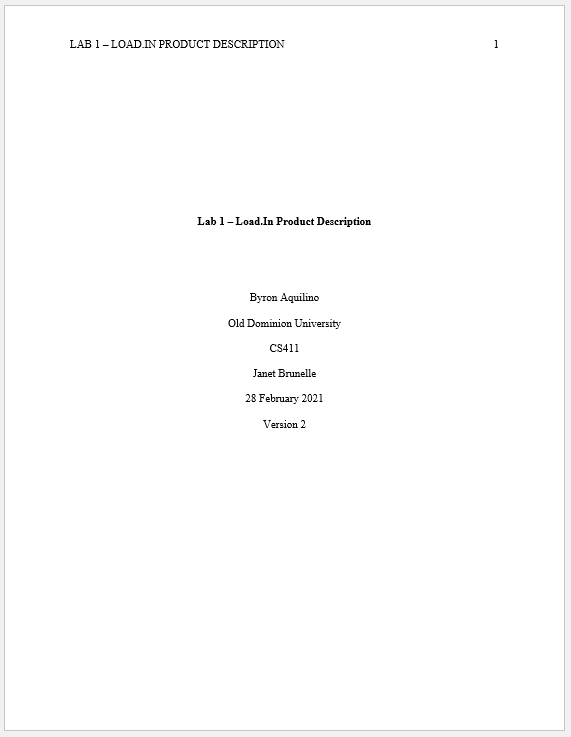 LAB 1 – LOAD.IN PRODUCT DESCRIPTION 1
Lab 1 – Load.In Product Description
Byron Aquilino
Old Dominion University
CS411
Janet Brunelle
28 February 2021
Version 2